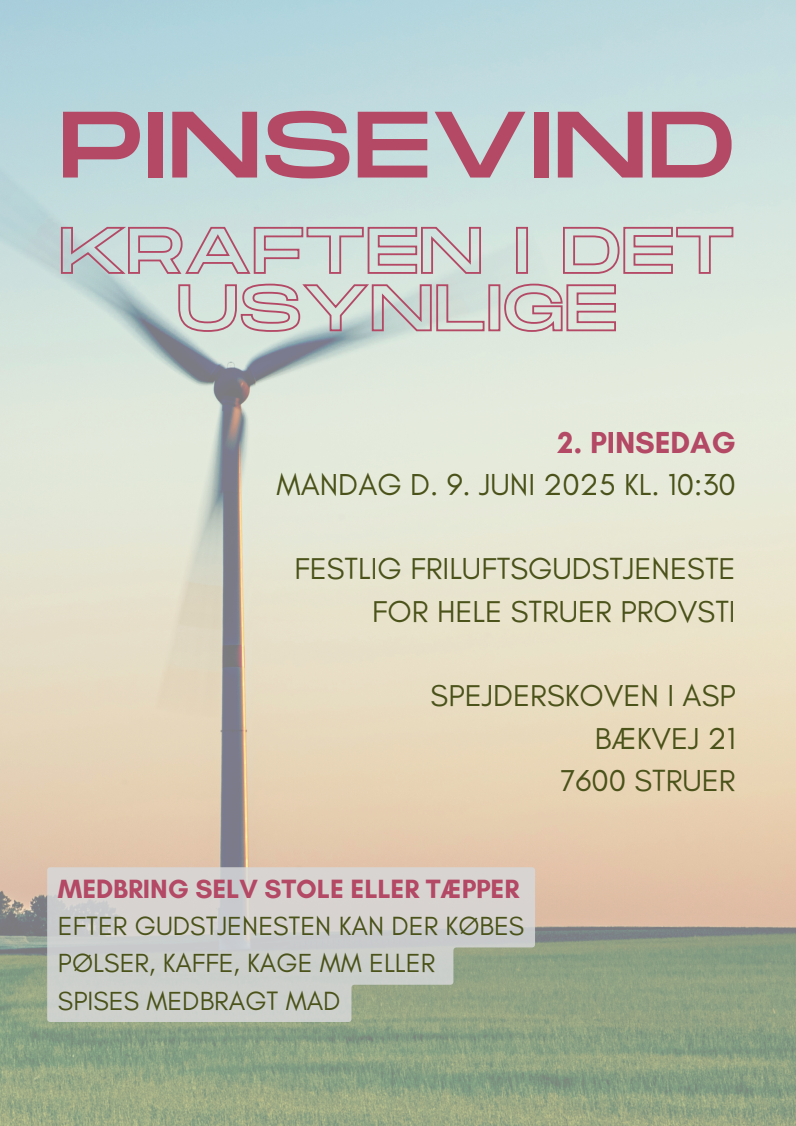 PINSEVIND
KRAFTEN I DET
USYNLIGE
2. PINSEDAG
MANDAG D. 9. JUNI 2025 KL. 10:30
FESTLIG FRILUFTSGUDSTJENESTE
FOR HELE STRUER PROVSTI
SPEJDERSKOVEN I ASP
BÆKVEJ 21
7600 STRUER
MEDBRING SELV STOLE ELLER TÆPPER
EFTER GUDSTJENESTEN KAN DER KØBES
PØLSER, KAFFE, KAGE MM ELLER
SPISES MEDBRAGT MAD